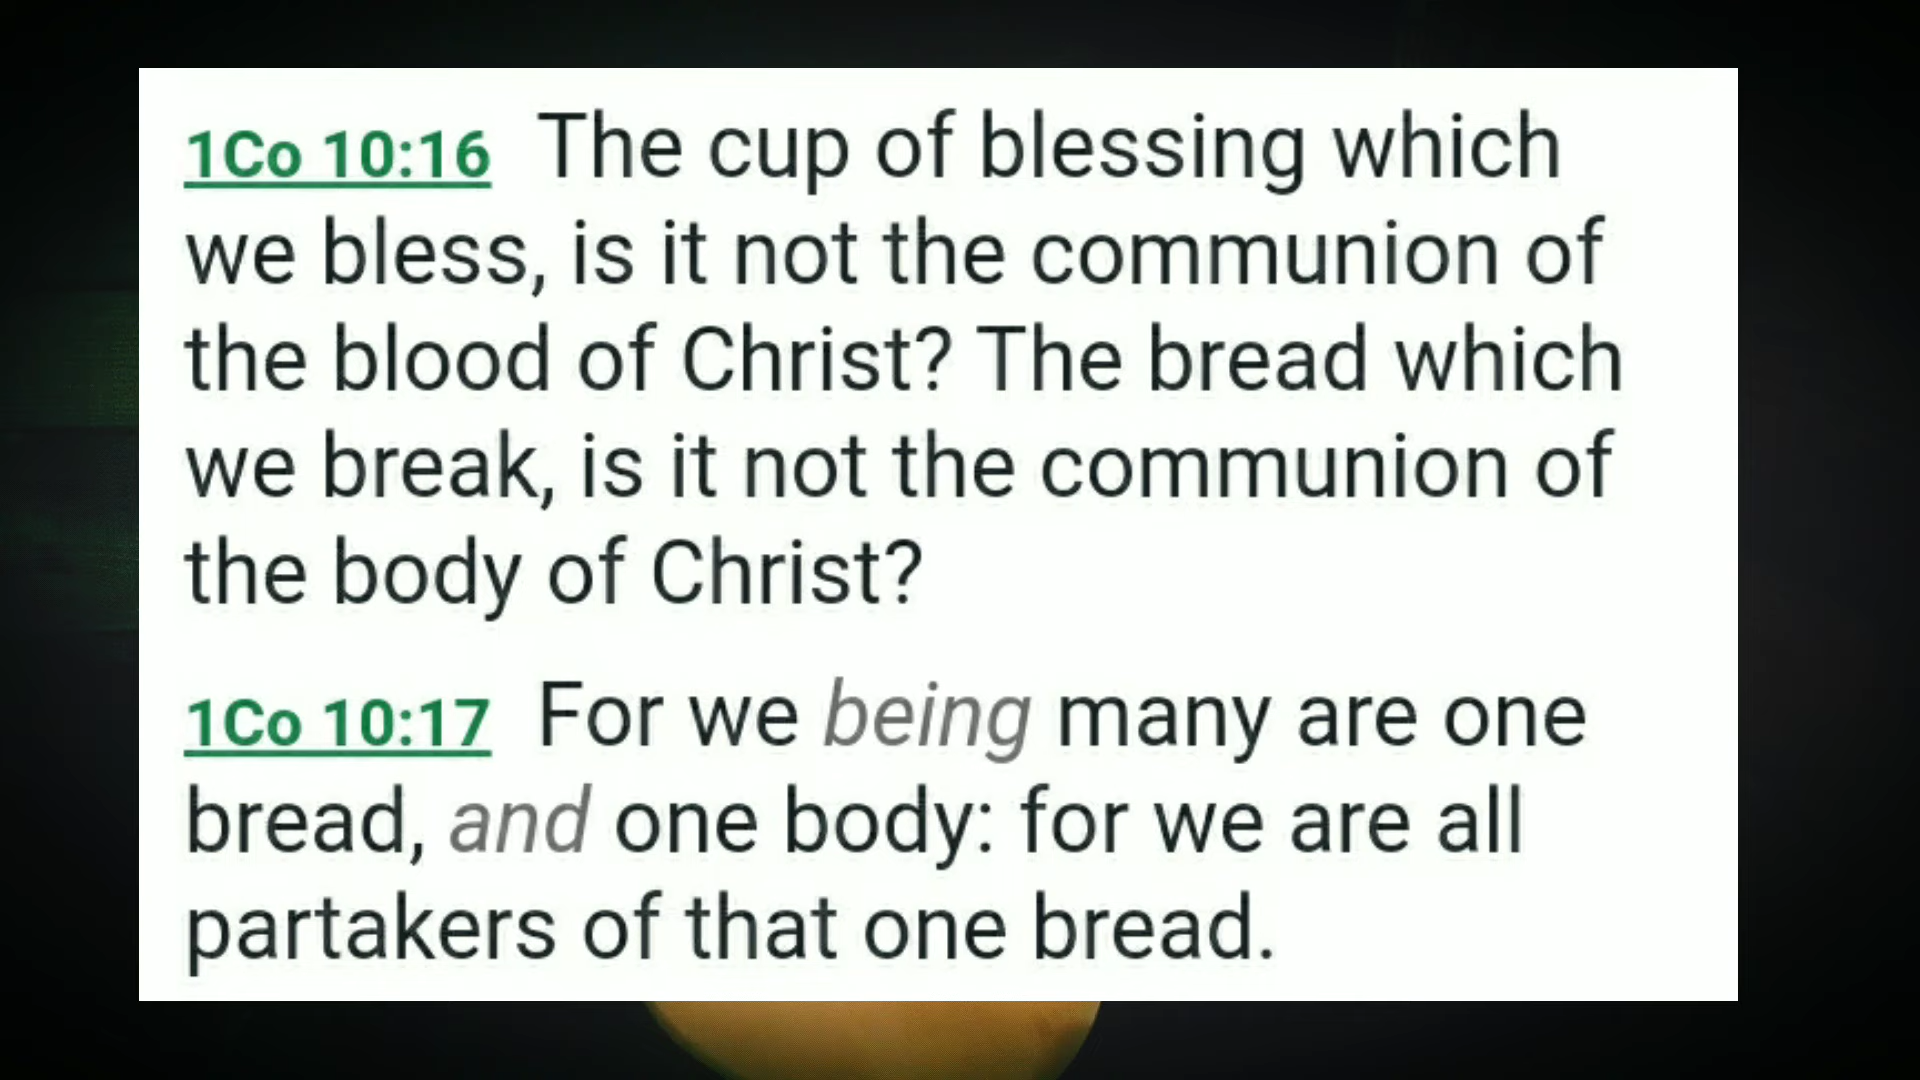 1Co 10:16 The cup of blessing which
we bless, is it not the communion of
the blood of Christ? The bread which
we break, is it not the communion of
the body of Christ?
1Co 10:17 For we being many are one
bread, and one body: for we are all
partakers of that one bread.